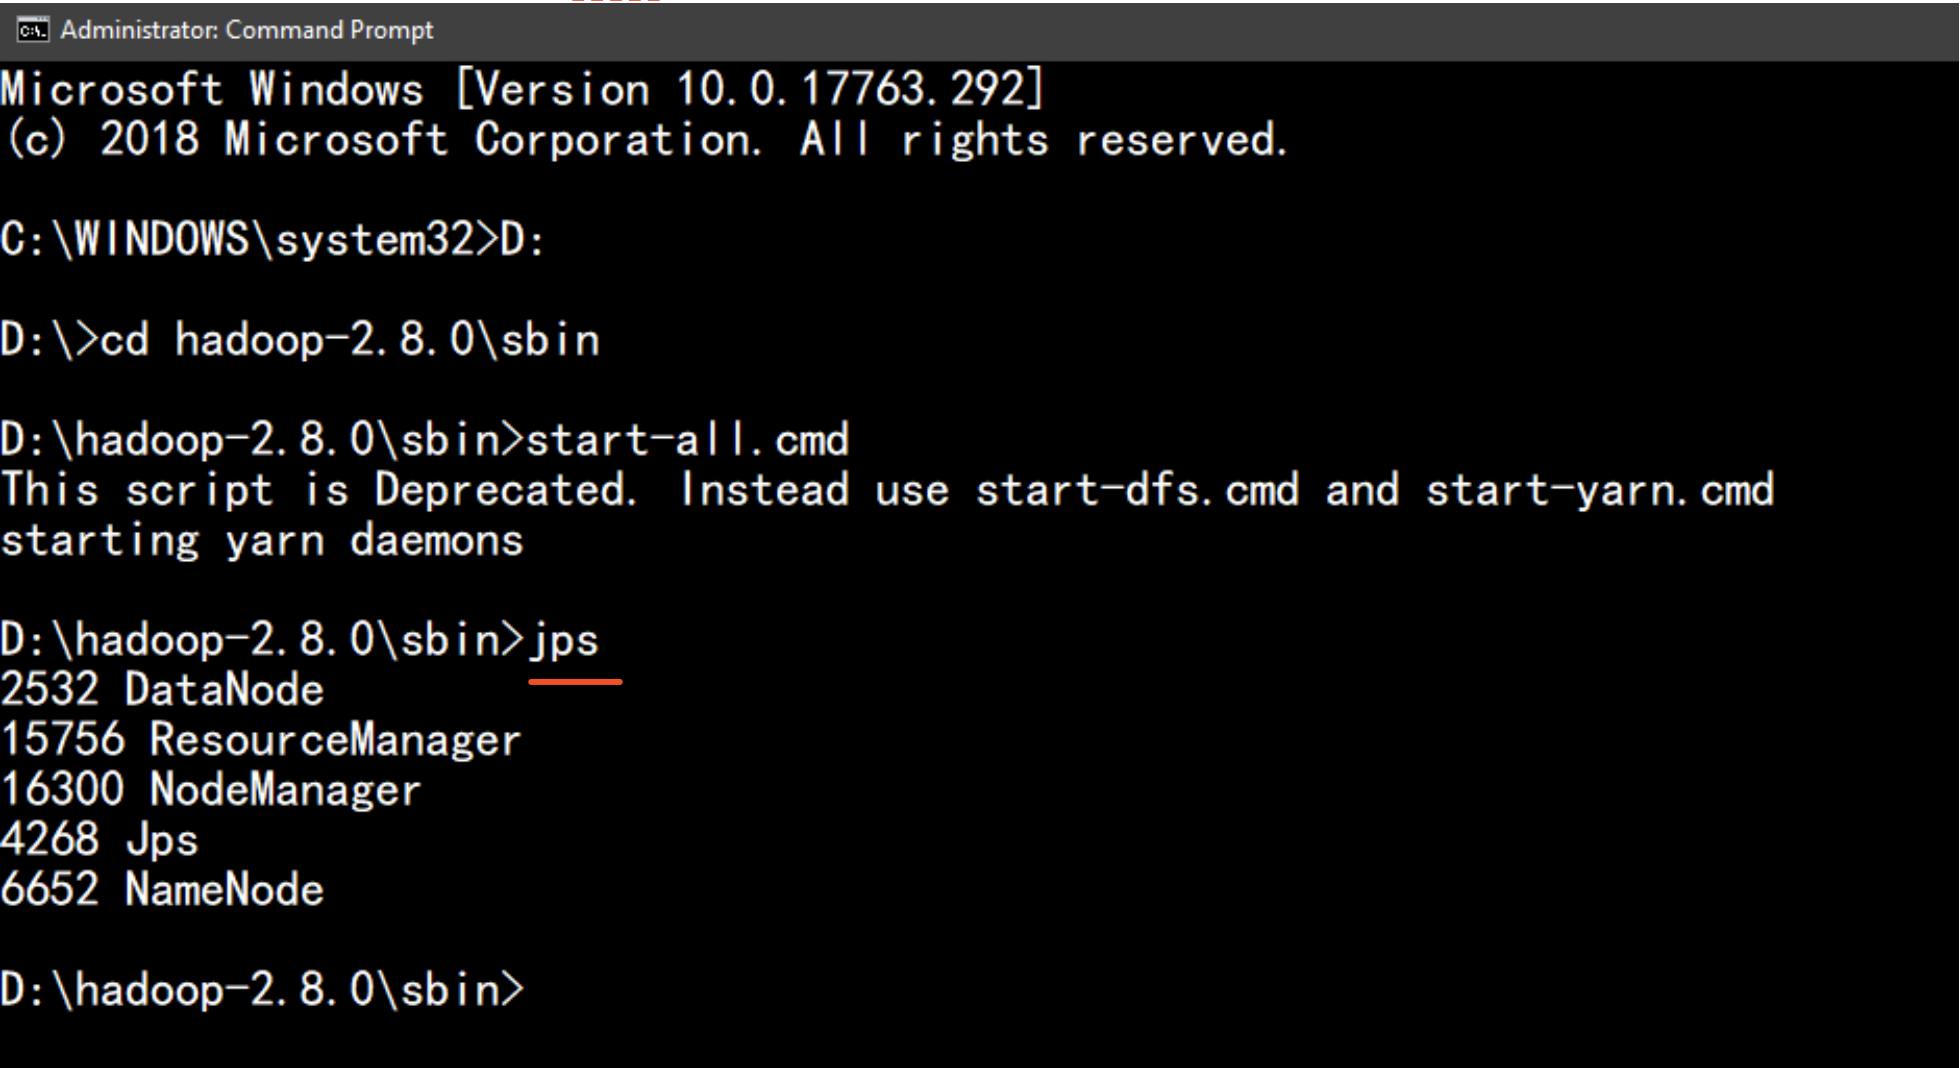 Administrator: Command Prompt
Microsoft Windows [Version 10.0.17763.292]
(c) 2018 Microsoft Corporation. All rights reserved.
C:\WINDOWS\system32>D:
D:\>cd hadoop-2.8.0\sbin
D:\hadoop-2.8.0\sbin>start-all.cmd
This script is Deprecated. Instead use start-dfs.cmd and start-yarn.cmd
starting yarn daemons
D:\hadoop-2.8.0\sbin>jps
2532 DataNode
15756 ResourceManager
16300 NodeManager
4268 Jps
6652 NameNode
D:\hadoop-2.8.0\sbin>